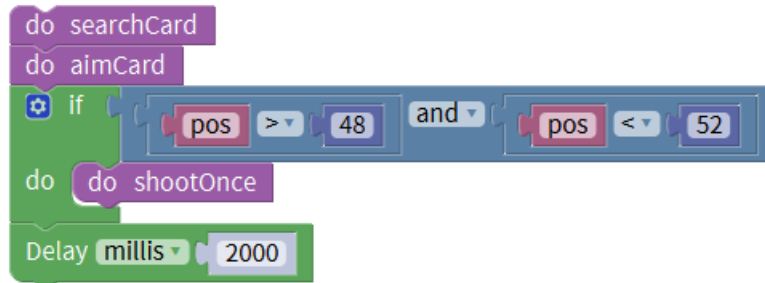 do searchCard
do aimCard
if pos > 48 and pos < 52
do do shootOnce
Delay millis 2000